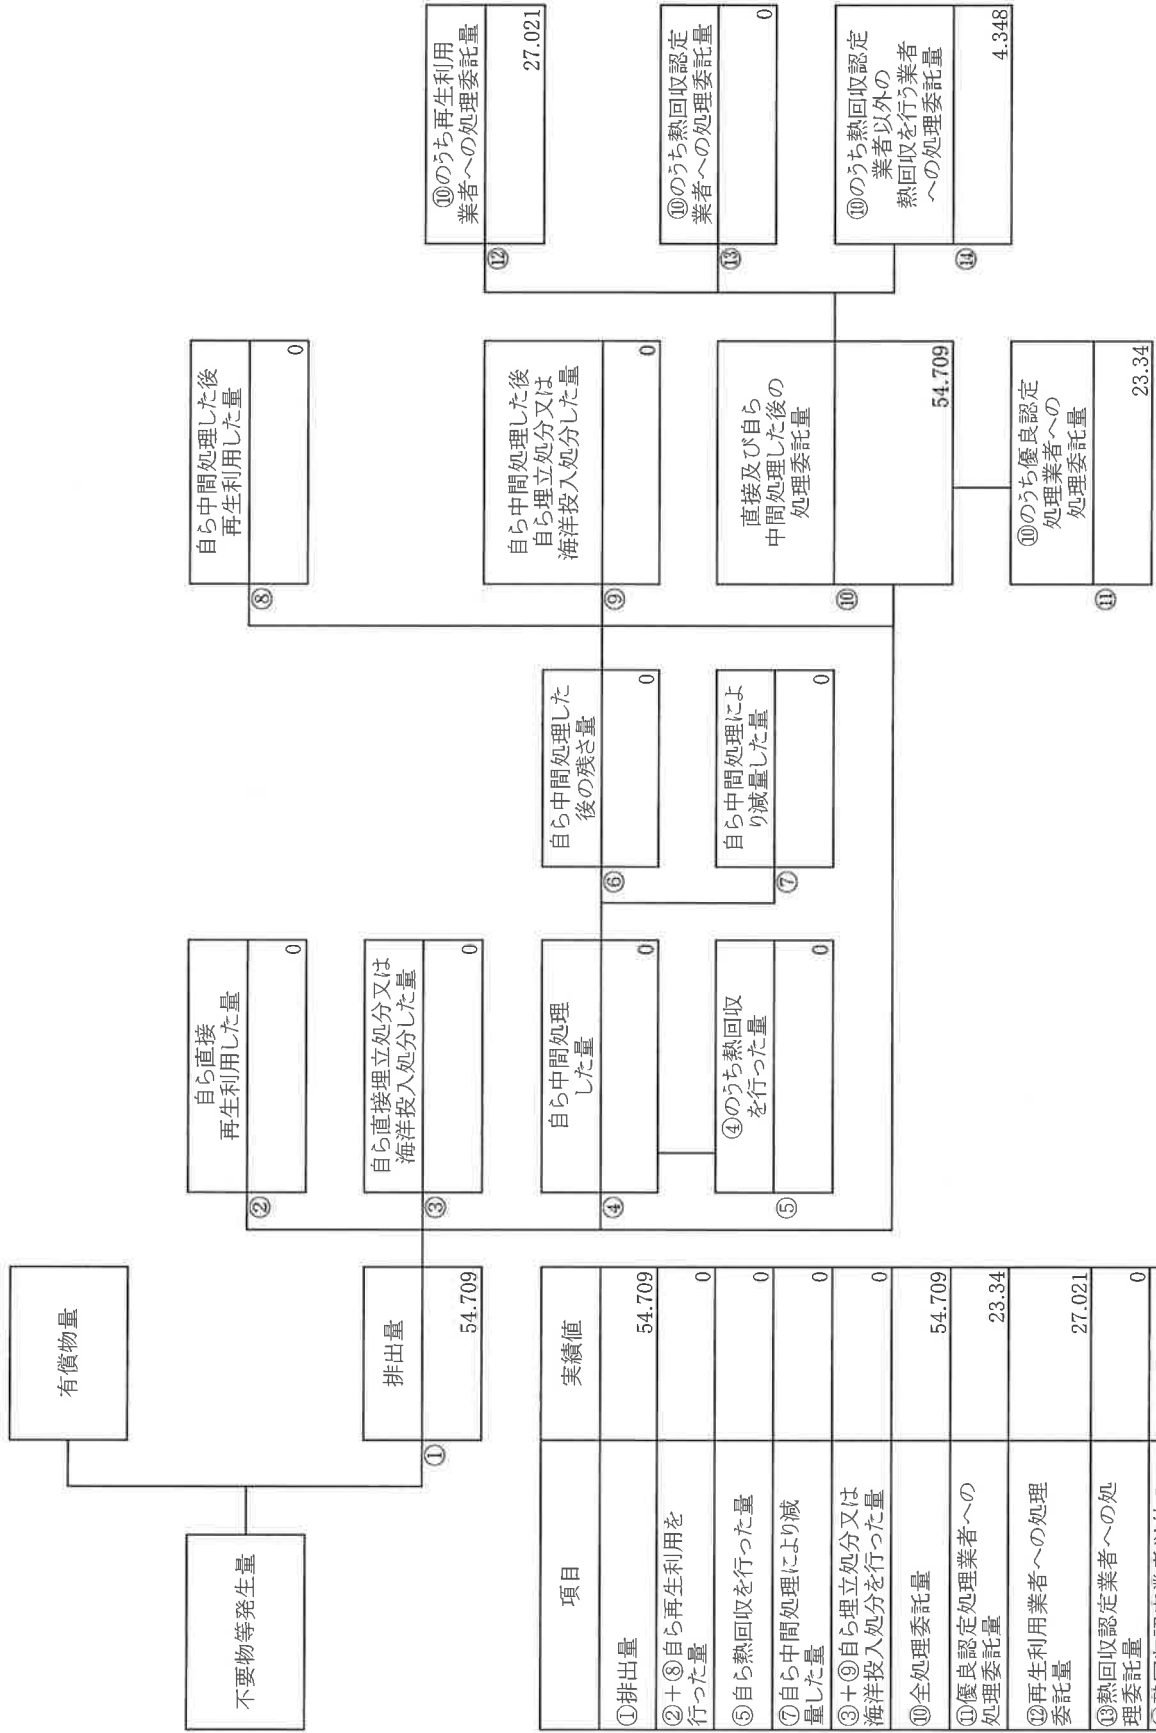 不要物等発生量
有償物量
排出量
①
54.709
自ら直接
再生利用した量
②
0
自ら直接埋立処分又は
海洋投入処分した量
③
0
自ら中間処理
した量
④
0
④のうち熱回収
を行った量
⑤
0
自ら中間処理した
後の残さ量
⑥
0
自ら中間処理によ
り減量した量
⑦
0
自ら中間処理した後
再生利用した量
⑧
0
自ら中間処理した後
自ら埋立処分又は
海洋投入処分した量
⑨
0
直接及び自ら
中間処理した後の
処理委託量
⑩
54.709
⑩のうち優良認定
処理業者への
処理委託量
⑪
23.34
⑩のうち再生利用
業者への処理委託量
⑫
27.021
⑩のうち熱回収認定
業者への処理委託量
⑬
0
⑩のうち熱回収認定
業者以外の
熱回収を行う業者
への処理委託量
⑭
4.348
項目 実績値
①排出量 54.709
②+⑧自ら再生利用を
行った量 0
⑤自ら熱回収を行った量 0
⑦自ら中間処理により減
量した量 0
③+⑨自ら埋立処分又は
海洋投入処分を行った量 0
⑩全処理委託量 54.709
⑪優良認定処理業者への
処理委託量 23.34
⑫再生利用業者への処理
委託量 27.021
⑬熱回収認定業者への処
理委託量 0